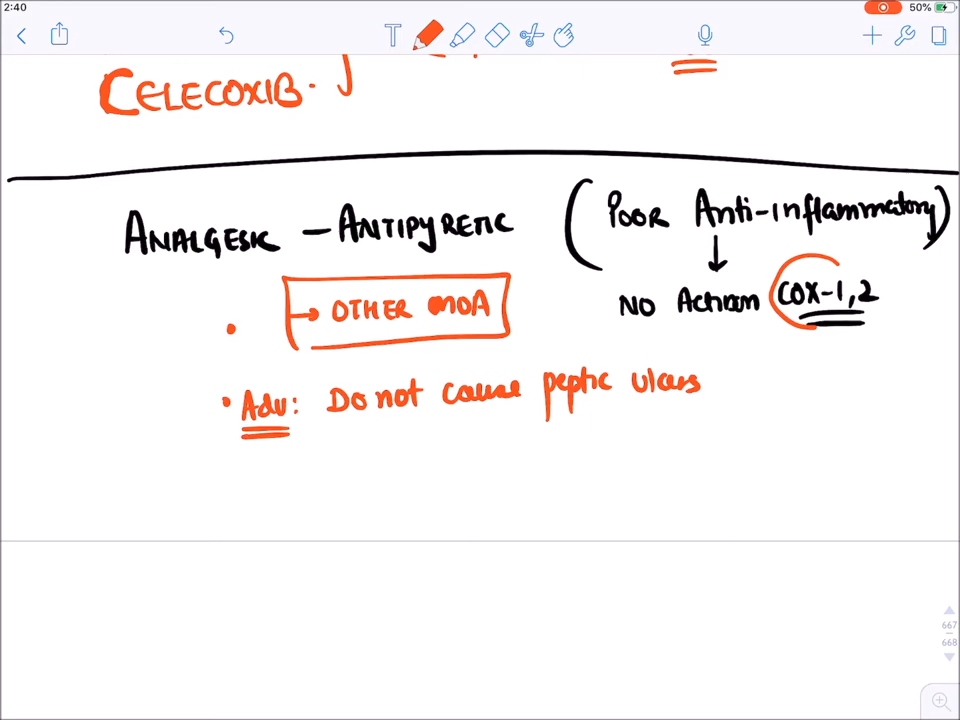 2:40
50%
T
CELECOXIB.
ANALGESIC - ANTIPYRETIC (POOR Anti-inflammatory)
→ OTHER MOA
NO Action COX-1,2
• Adv: Do not cause peptic ulcers
667
668